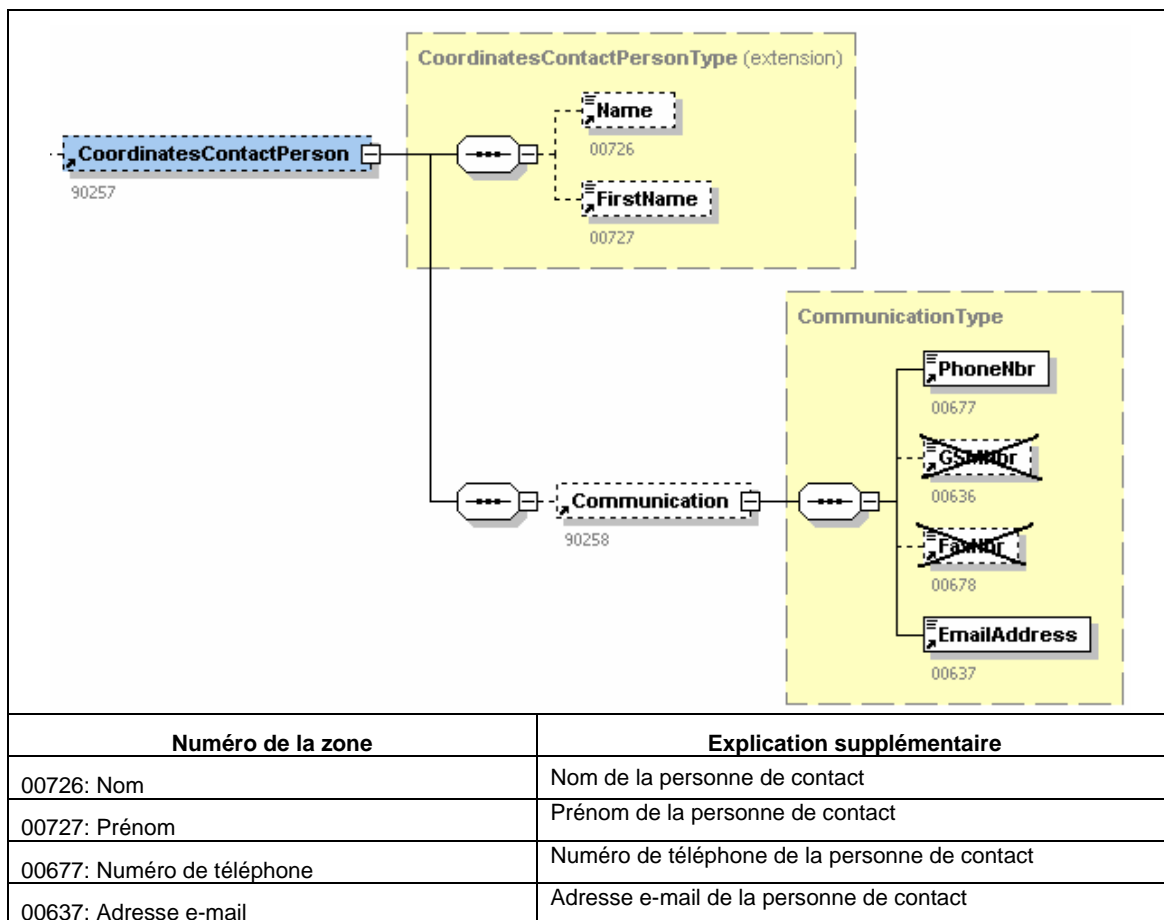 CoordinatesContactPersonType (extension)
Name
00726
CoordinatesContactPerson
90257
FirstName
00727
CommunicationType
PhoneNbr
00677
GSMNbr
00636
Communication
90258
FaxNbr
00678
EmailAddress
00637
Numéro de la zone Explication supplémentaire
00726: Nom Nom de la personne de contact
00727: Prénom Prénom de la personne de contact
00677: Numéro de téléphone Numéro de téléphone de la personne de contact
00637: Adresse e-mail Adresse e-mail de la personne de contact